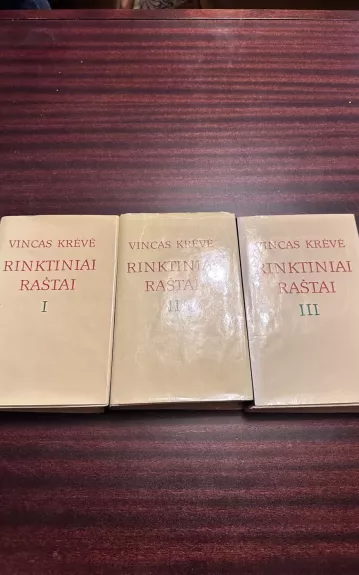 VINCAS KRĖVĖ
RINKTINIAI
RAŠTAI
I
VINCAS KRĖVĖ
RINKTINIAI
RAŠTAI
II
VINCAS KRĖVĖ
RINKTINIAI
RAŠTAI
III